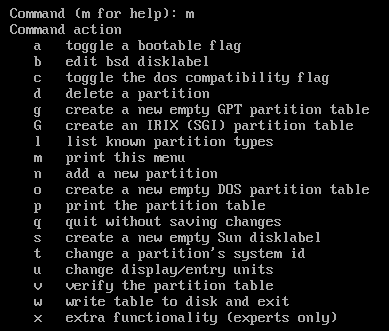 Command (m for help): m
Command action
a   toggle a bootable flag
b   edit bsd disklabel
c   toggle the dos compatibility flag
d   delete a partition
g   create a new empty GPT partition table
G   create an IRIX (SGI) partition table
l   list known partition types
m   print this menu
n   add a new partition
o   create a new empty DOS partition table
p   print the partition table
q   quit without saving changes
s   create a new empty Sun disklabel
t   change a partition's system id
u   change display/entry units
v   verify the partition table
w   write table to disk and exit
x   extra functionality (experts only)